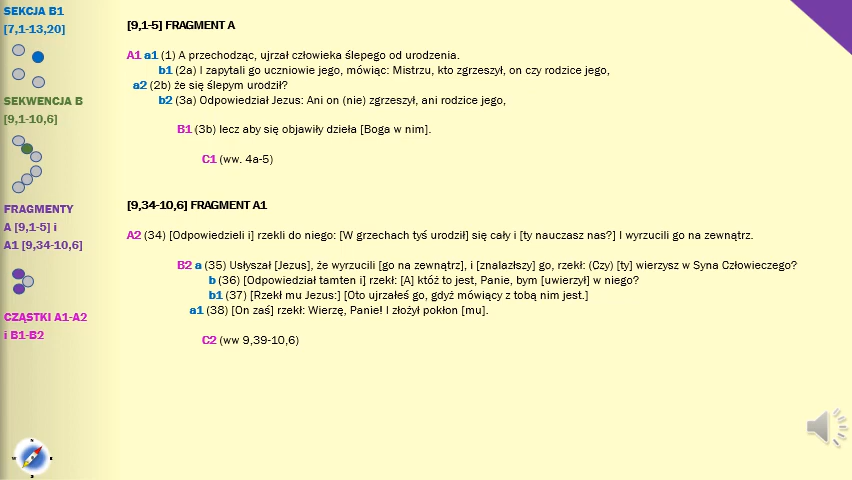 SEKCJA B1
[7,1-13,20]
SEKWENCJA B
[9,1-10,6]
FRAGMENTY
A [9,1-5] i
A1 [9,34-10,6]
CZĄSTKI A1-A2
i B1-B2
N
W E
S
[9,1-5] FRAGMENT A
A1 a1 (1) A przechodząc, ujrzał człowieka ślepego od urodzenia.
b1 (2a) I zapytali go uczniowie jego, mówiąc: Mistrzu, kto zgrzeszył, on czy rodzice jego,
a2 (2b) że się ślepym urodził?
b2 (3a) Odpowiedział Jezus: Ani on (nie) zgrzeszył, ani rodzice jego,
B1 (3b) lecz aby się objawiły dzieła [Boga w nim].
C1 (ww. 4a-5)
[9,34-10,6] FRAGMENT A1
A2 (34) [Odpowiedzieli i] rzekli do niego: [W grzechach tyś urodził] się cały i [ty nauczasz nas?] I wyrzucili go na zewnątrz.
B2 a (35) Usłyszał [Jezus], że wyrzucili [go na zewnątrz], i [znalazłszy] go, rzekł: (Czy) [ty] wierzysz w Syna Człowieczego?
b (36) [Odpowiedział tamten i] rzekł: [A] któż to jest, Panie, bym [uwierzył] w niego?
b1 (37) [Rzekł mu Jezus:] [Oto ujrzałeś go, gdyż mówiący z tobą nim jest.]
a1 (38) [On zaś] rzekł: Wierzę, Panie! I złożył pokłon [mu].
C2 (ww 9,39-10,6)